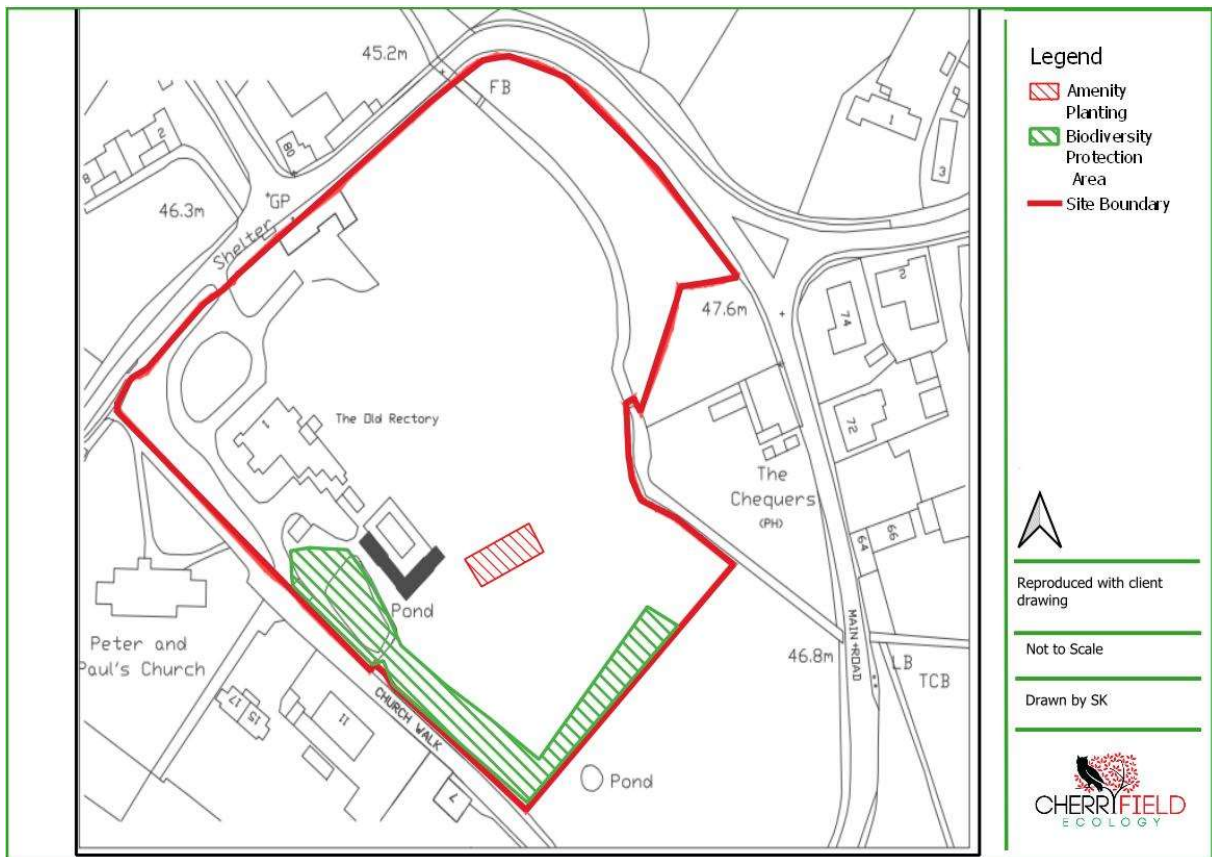 45.2m
FB
2
8
80
46.3m
GP
Shelter
1
3
2
74
47.6m
72
The Old Rectory
1
The
Chequers
(PH)
66
64
Pond
Peter and
Paul's Church
MAIN ROAD
46.8m
LB
TCB
17
15
11
CHURCH WALK
7
Pond
Legend
Amenity
Planting
Biodiversity
Protection
Area
Site Boundary
Reproduced with client
drawing
Not to Scale
Drawn by SK
CHERRYFIELD
ECOLOGY